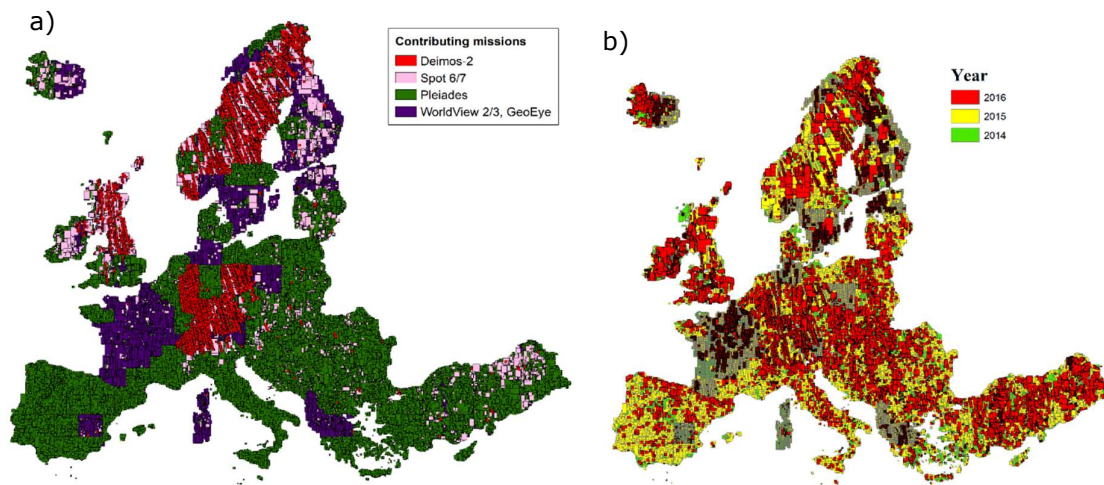 a)
Contributing missions
Deimos-2
Spot 6/7
Pleiades
WorldView 2/3, GeoEye
b)
Year
2016
2015
2014